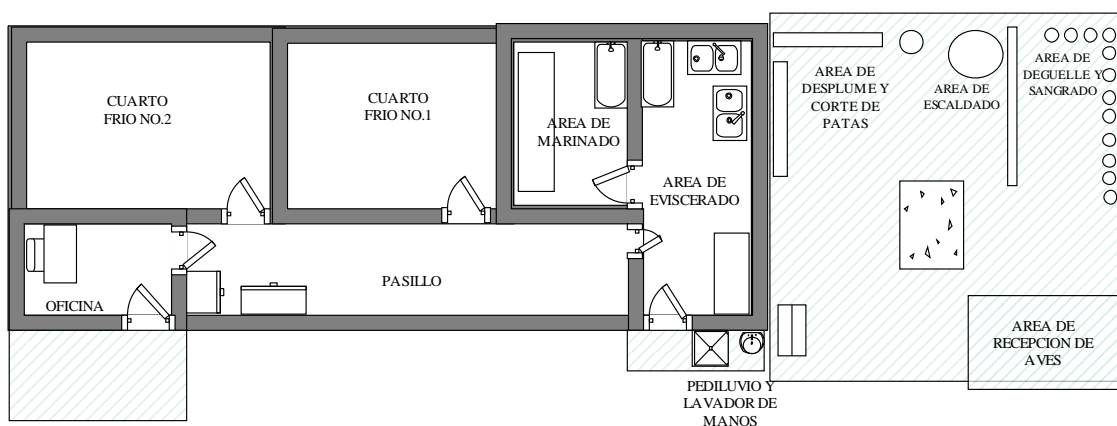 CUARTO
FRIO NO.2
CUARTO
FRIO NO.1
AREA DE
MARINADO
AREA DE
EVISCERADO
AREA DE
DESPLUME Y
CORTE DE
PATAS
AREA DE
ESCALDADO
AREA DE
DEGUELLE Y
SANGRADO
OFICINA
PASILLO
AREA DE
RECEPCION DE
AVES
PEDILUVIO Y
LAVADOR DE
MANOS